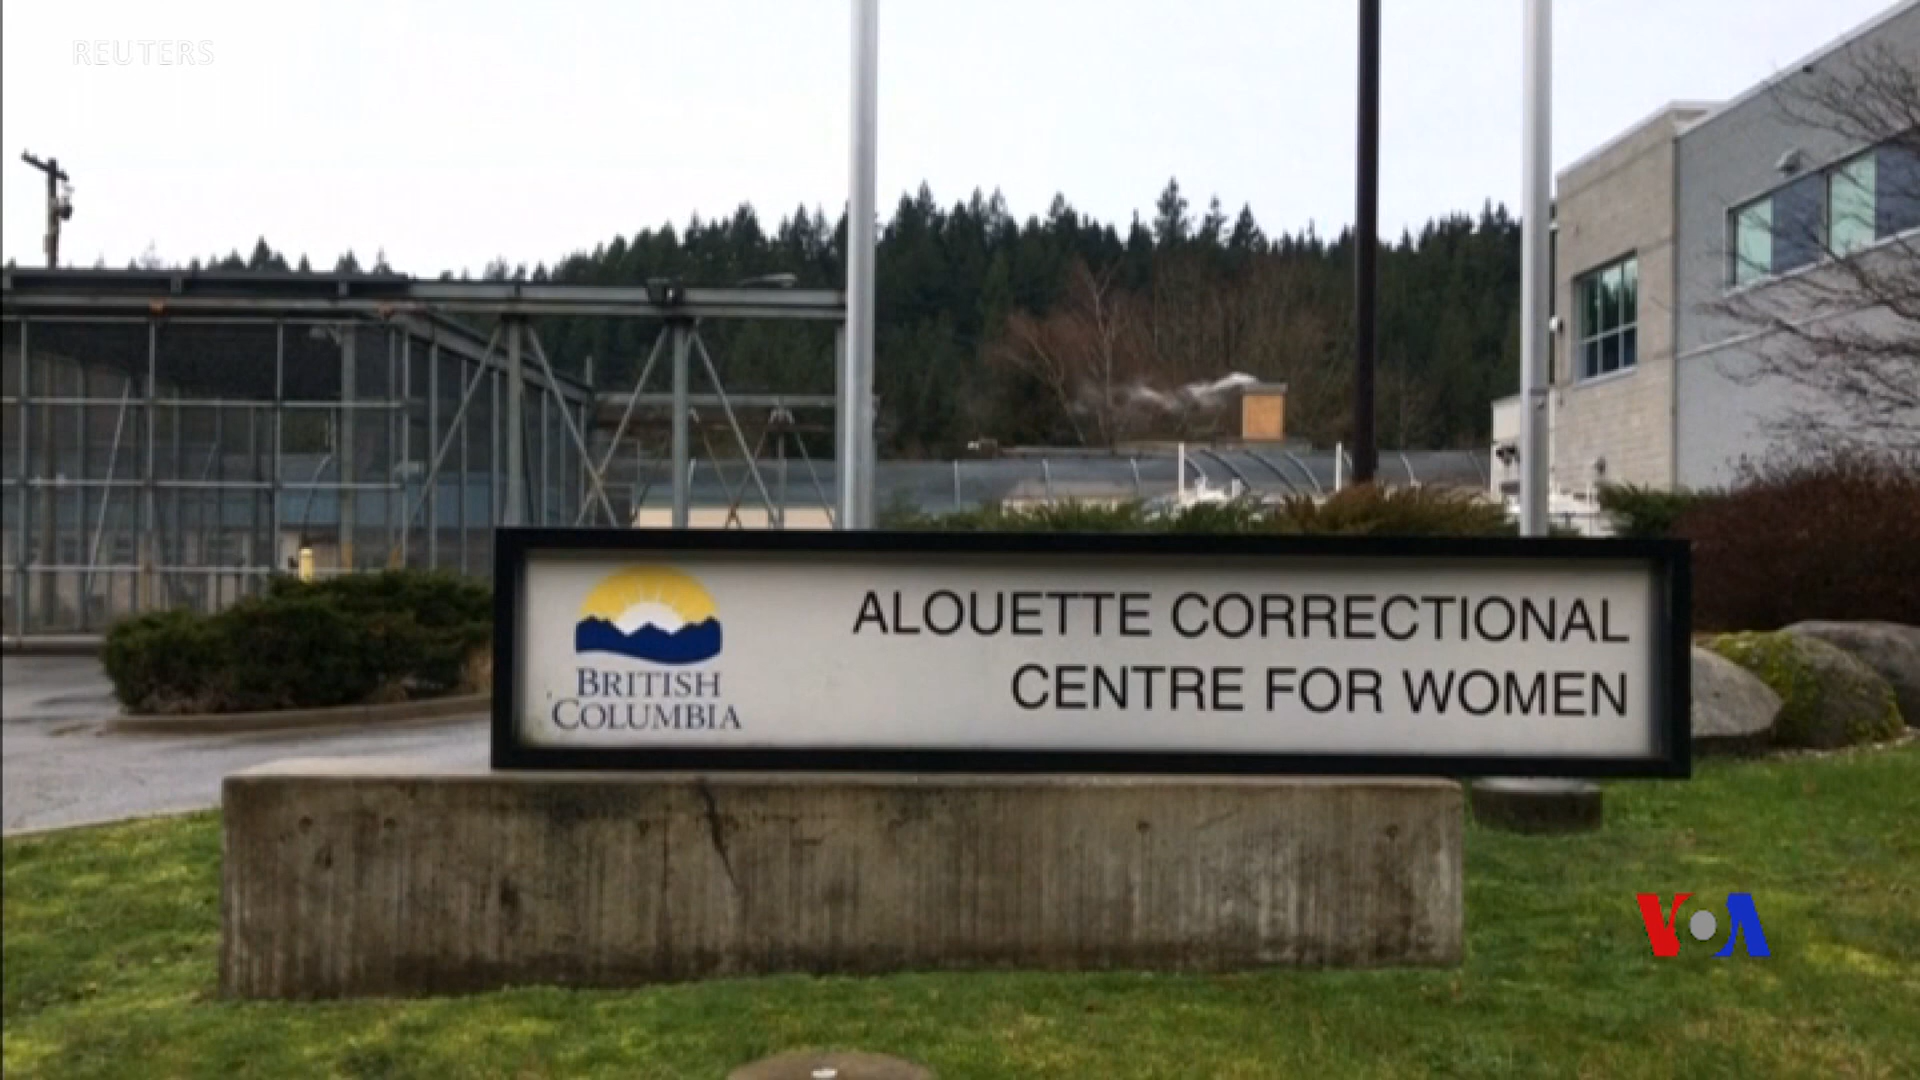 REUTERS
ALOUETTE CORRECTIONAL
CENTRE FOR WOMEN
BRITISH
COLUMBIA
VOA